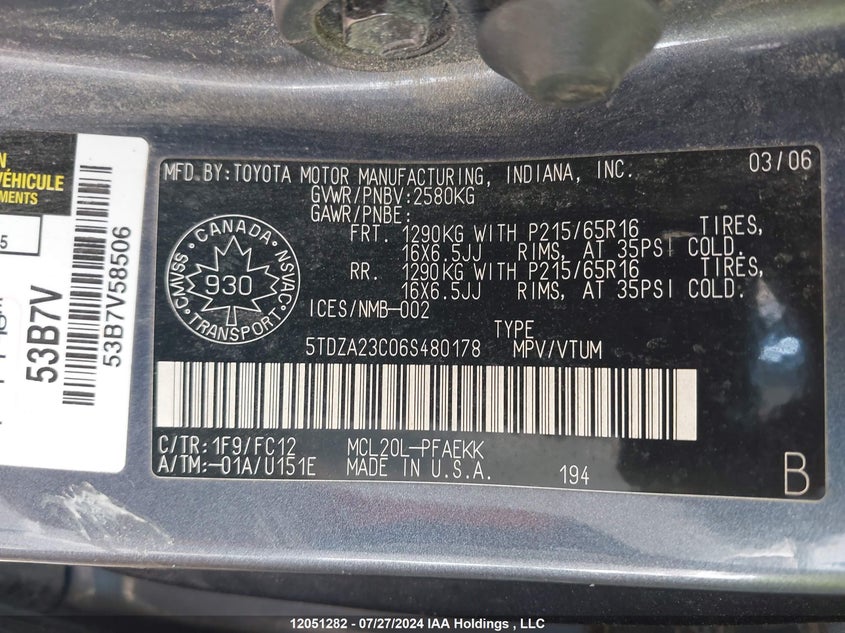 N
VÉHICULE
EMENTS
5
53B7V
53B7V58506
MFD.BY:TOYOTA MOTOR MANUFACTURING, INDIANA, INC. 03/06
GVWR/PNBV:2580KG
GAWR/PNBE:
FRT. 1290KG WITH P215/65R16 TIRES,
16X6.5JJ RIMS, AT 35PSI COLD.
RR. 1290KG WITH P215/65R16 TIRES,
16X6.5JJ RIMS, AT 35PSI COLD.
ICES/NMB-002
CANADA
CMVSS NSVAC
930
TRANSPORT
TYPE
5TDZA23C06S480178 MPV/VTUM
C/TR:1F9/FC12 MCL20L-PFAEKK
A/TM:-01A/U151E MADE IN U.S.A. 194 B
12051282 - 07/27/2024 IAA Holdings , LLC